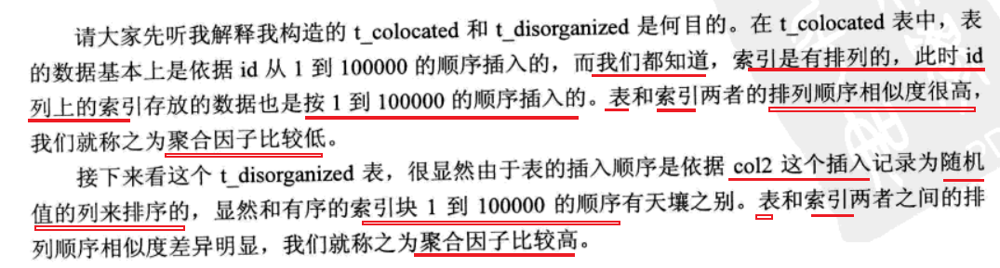 请大家先听我解释我构造的 t_colocated 和 t_disorganized 是何目的。在 t_colocated 表中，表
的数据基本上是依据 id 从 1 到 100000 的顺序插入的，而我们都知道，索引是有排列的，此时 id
列上的索引存放的数据也是按 1 到 100000 的顺序插入的。表和索引两者的排列顺序相似度很高，
我们就称之为聚合因子比较低。
接下来看这个 t_disorganized 表，很显然由于表的插入顺序是依据 col2 这个插入记录为随机
值的列来排序的，显然和有序的索引块 1 到 100000 的顺序有天壤之别。表和索引两者之间的排
列顺序相似度差异明显，我们就称之为聚合因子比较高。